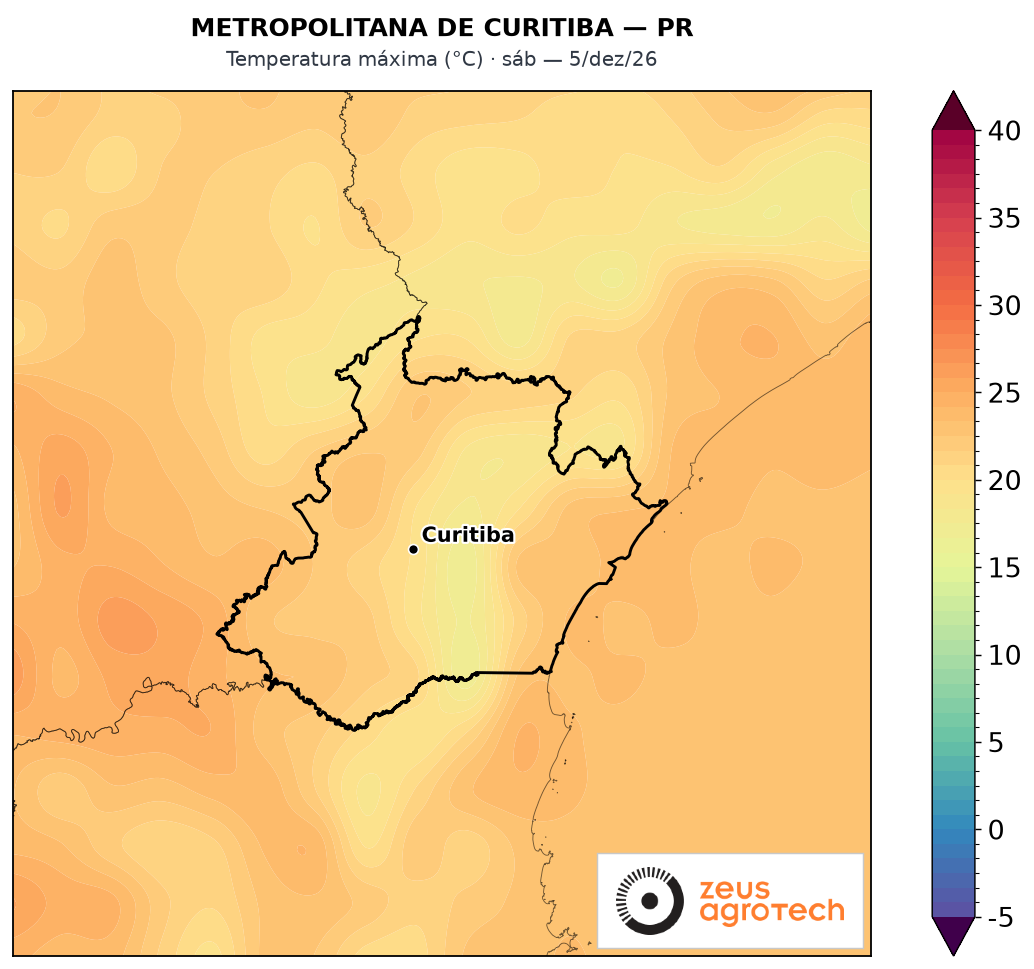 METROPOLITANA DE CURITIBA — PR
Temperatura máxima (°C) · sáb — 5/dez/26
40
35
30
25
20
15
10
5
0
-5
Curitiba
zeus
agrotech